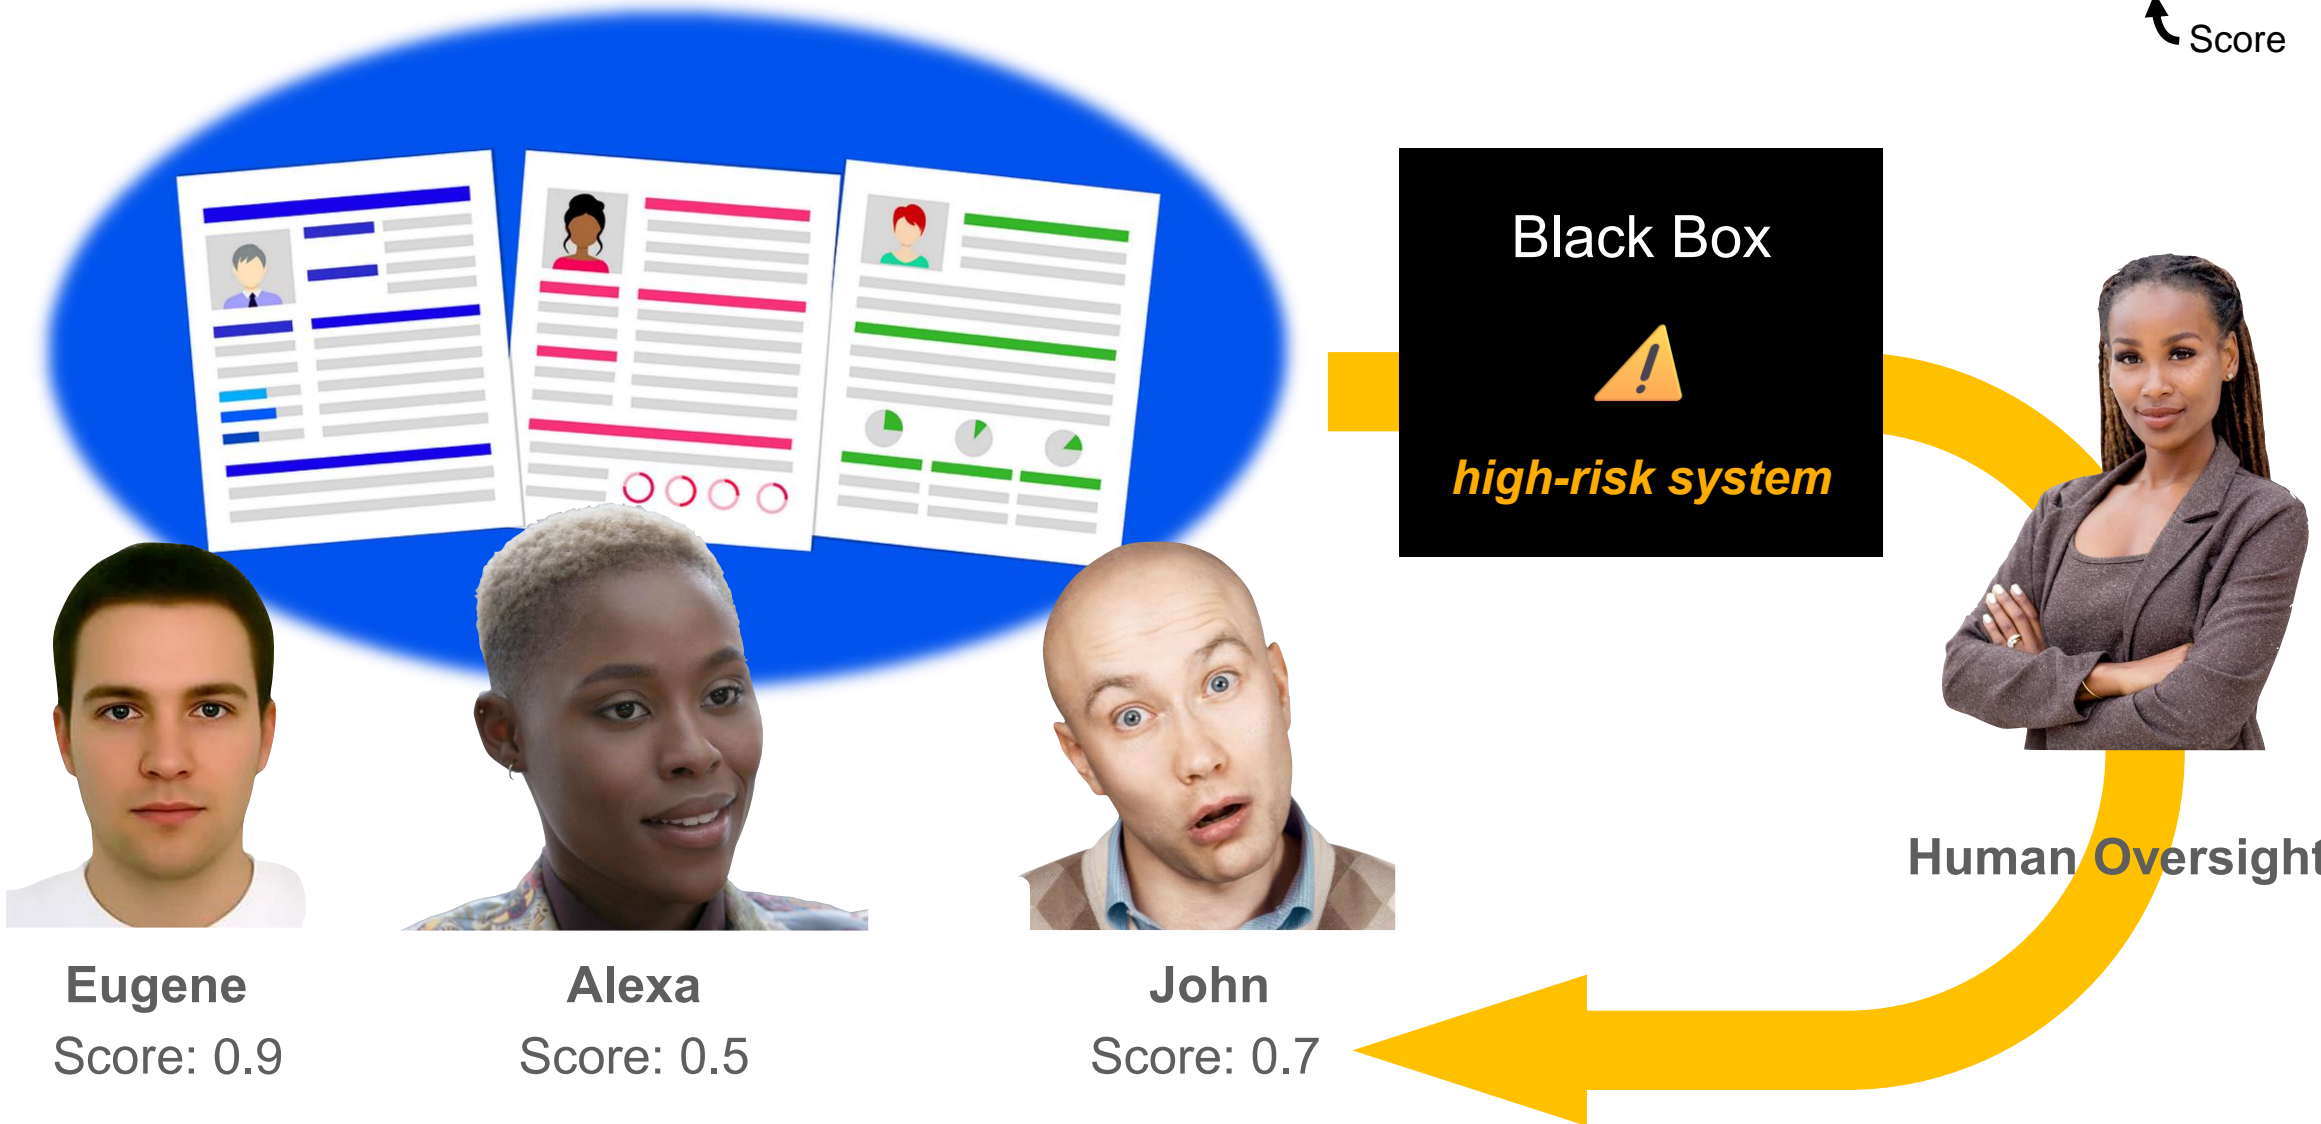 Score
Black Box
high-risk system
Human Oversight
Eugene
Score: 0.9
Alexa
Score: 0.5
John
Score: 0.7